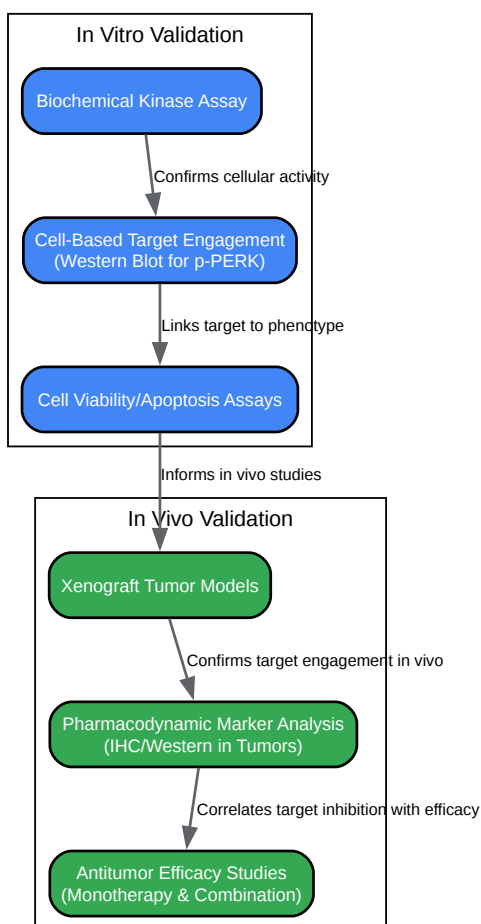 In Vitro Validation
Biochemical Kinase Assay
Confirms cellular activity
Cell-Based Target Engagement
(Western Blot for p-PERK)
Links target to phenotype
Cell Viability/Apoptosis Assays
Informs in vivo studies
In Vivo Validation
Xenograft Tumor Models
Confirms target engagement in vivo
Pharmacodynamic Marker Analysis
(IHC/Western in Tumors)
Correlates target inhibition with efficacy
Antitumor Efficacy Studies
(Monotherapy & Combination)